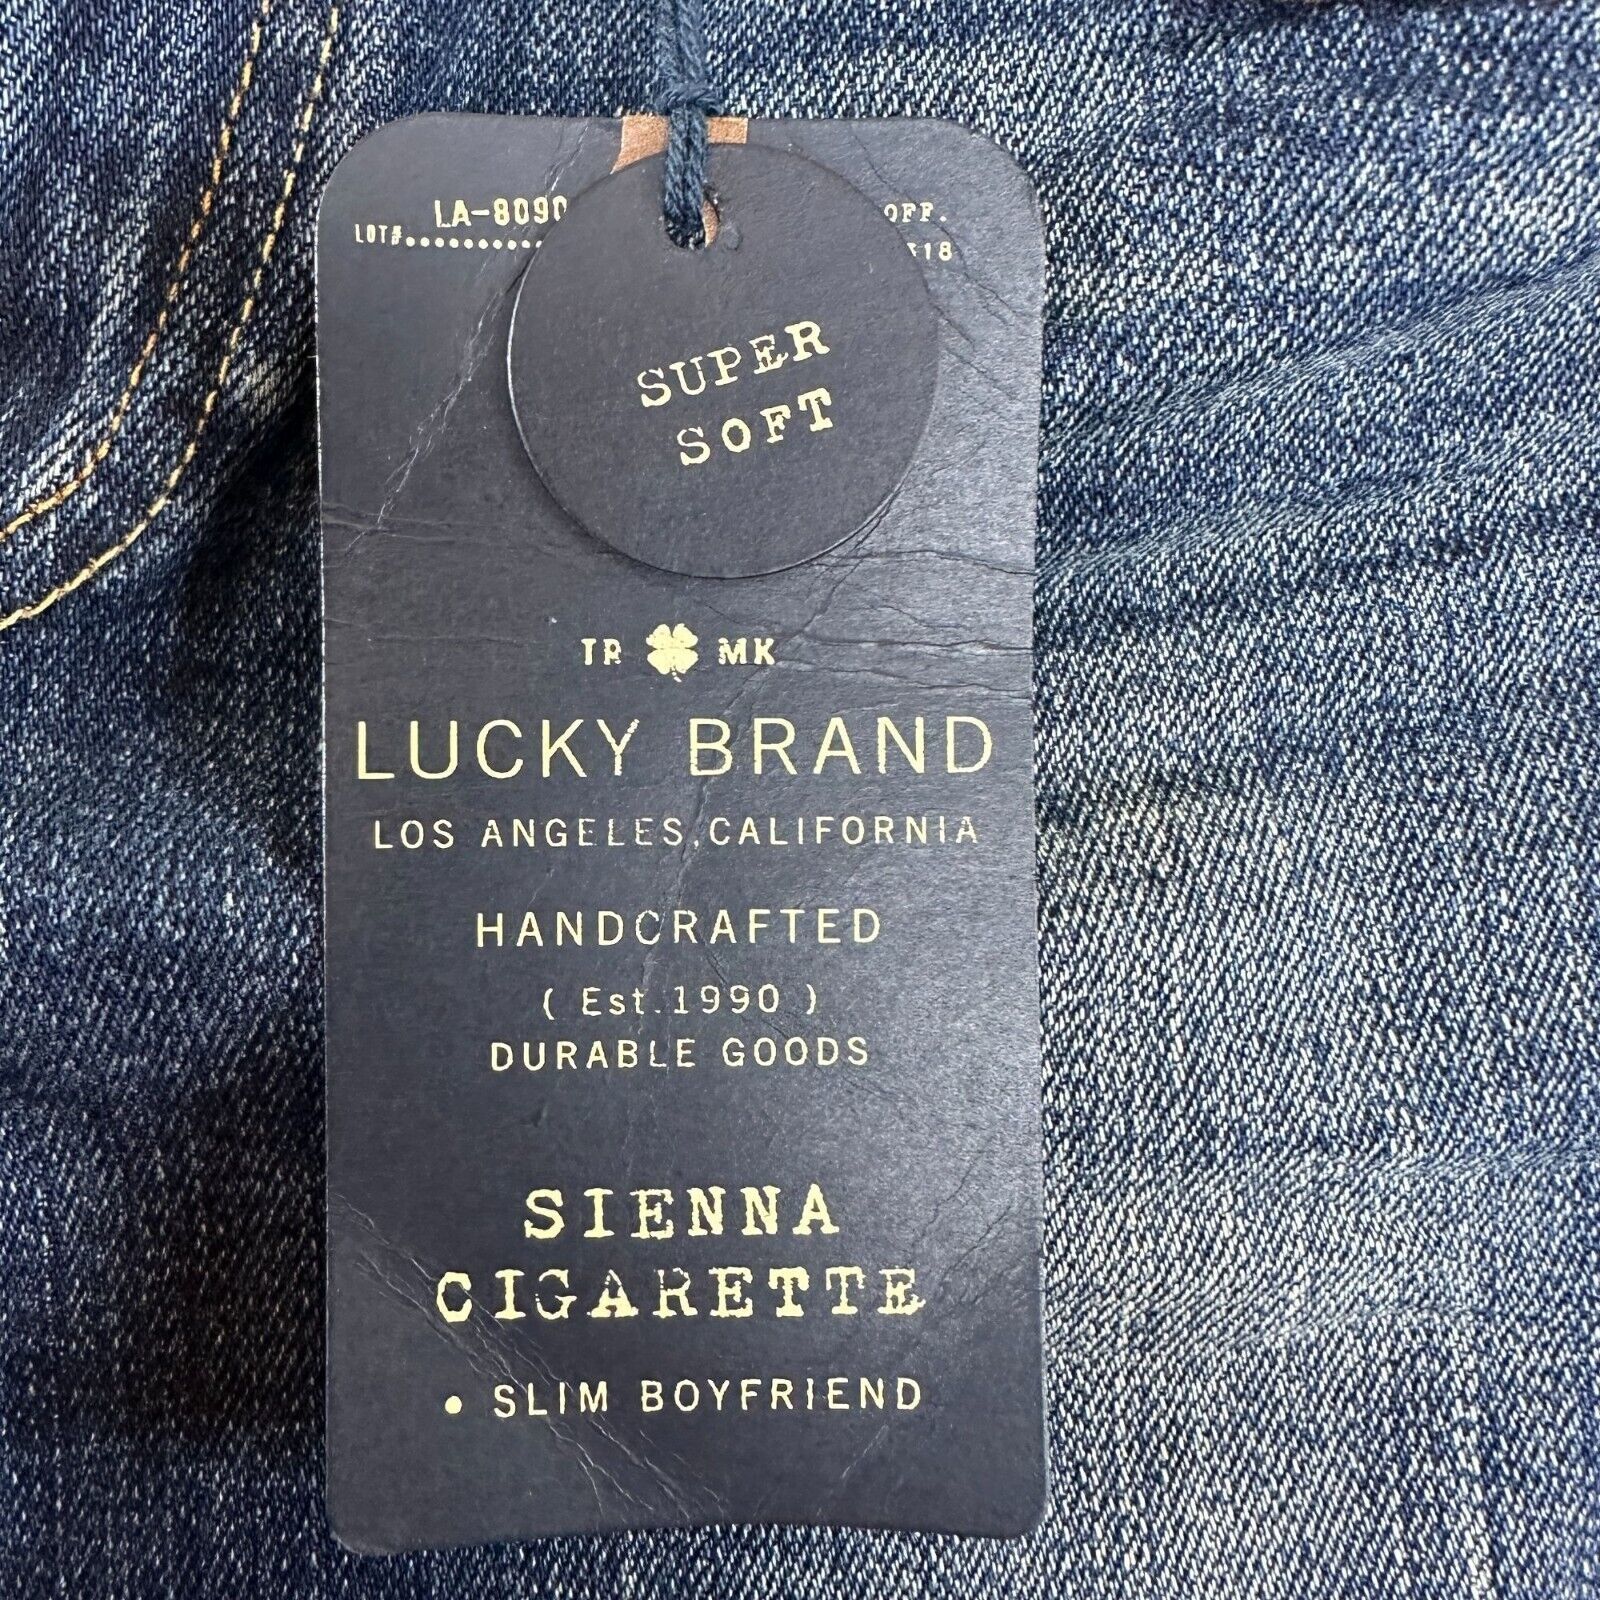 LA-8090
LOT#
OFF.
18
SUPER
SOFT
TR MK
LUCKY BRAND
LOS ANGELES, CALIFORNIA
HANDCRAFTED
( Est. 1990 )
DURABLE GOODS
SIENNA
CIGARETTE
• SLIM BOYFRIEND